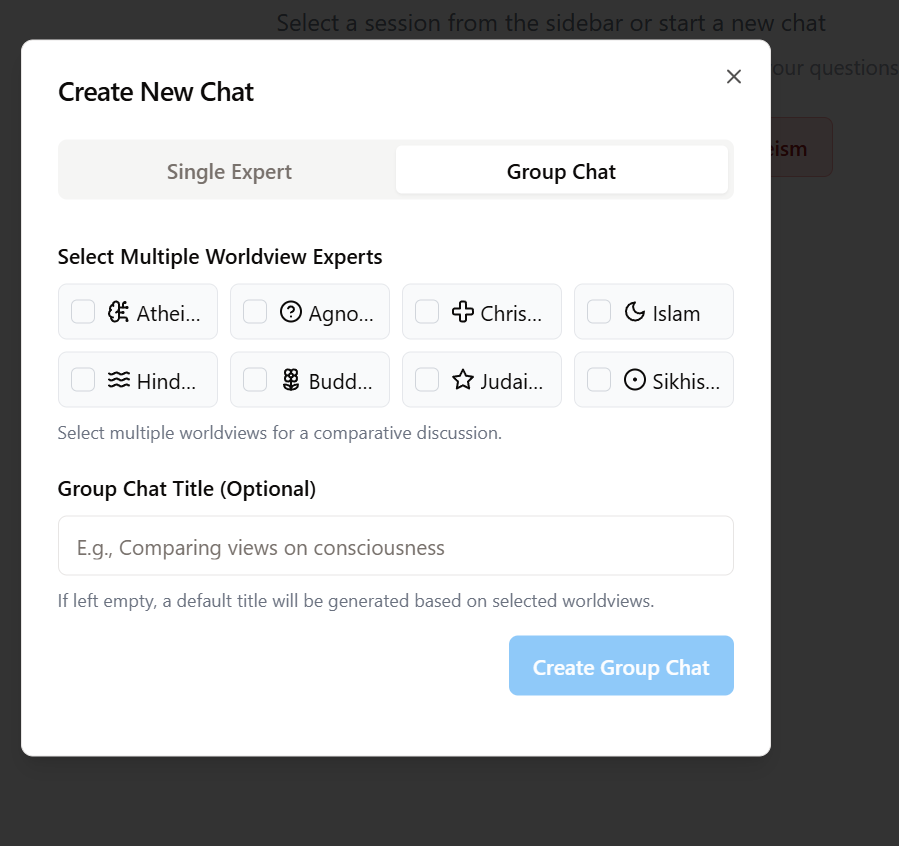 Select a session from the sidebar or start a new chat
our questions
Create New Chat
eism
Single Expert
Group Chat
Select Multiple Worldview Experts
Athei...
Agno...
Chris...
Islam
Hind...
Budd...
Judai...
Sikhis...
Select multiple worldviews for a comparative discussion.
Group Chat Title (Optional)
E.g., Comparing views on consciousness
If left empty, a default title will be generated based on selected worldviews.
Create Group Chat